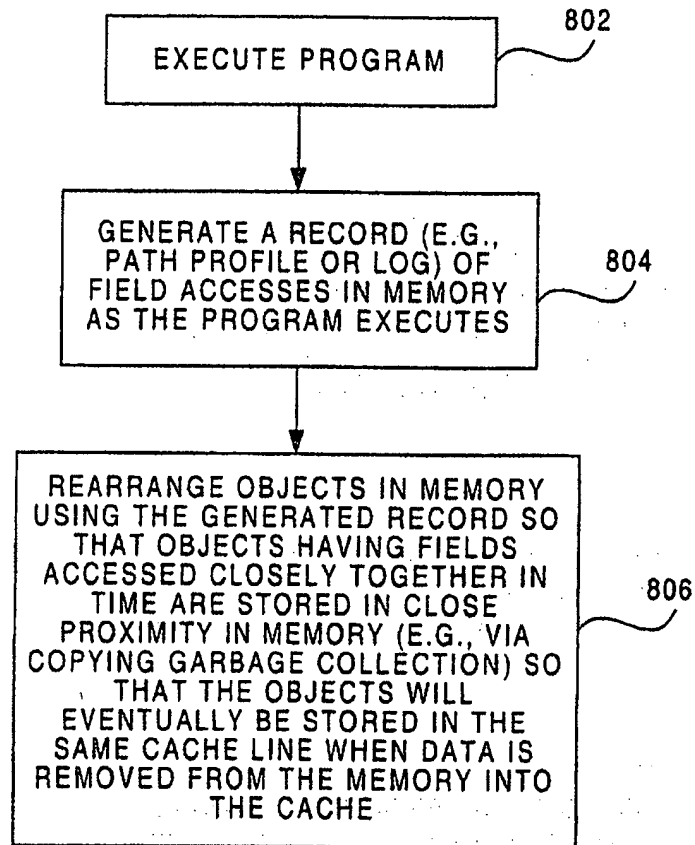 802
EXECUTE PROGRAM
804
GENERATE A RECORD (E.G.,
PATH PROFILE OR LOG) OF
FIELD ACCESSES IN MEMORY
AS THE PROGRAM EXECUTES
806
REARRANGE OBJECTS IN MEMORY
USING THE GENERATED RECORD SO
THAT OBJECTS HAVING FIELDS
ACCESSED CLOSELY TOGETHER IN
TIME ARE STORED IN CLOSE
PROXIMITY IN MEMORY (E.G., VIA
COPYING GARBAGE COLLECTION) SO
THAT THE OBJECTS WILL
EVENTUALLY BE STORED IN THE
SAME CACHE LINE WHEN DATA IS
REMOVED FROM THE MEMORY INTO
THE CACHE